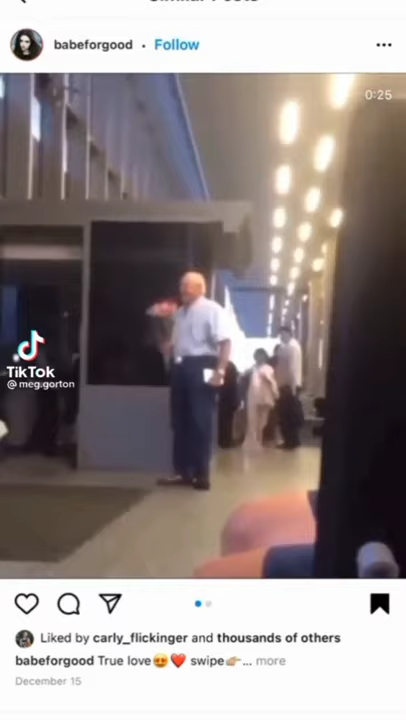 babeforgood • Follow
0:25
TikTok
@meg.gorton
Liked by carly_flickinger and thousands of others
babeforgood True love😍❤️ swipe👉🏼... more
December 15